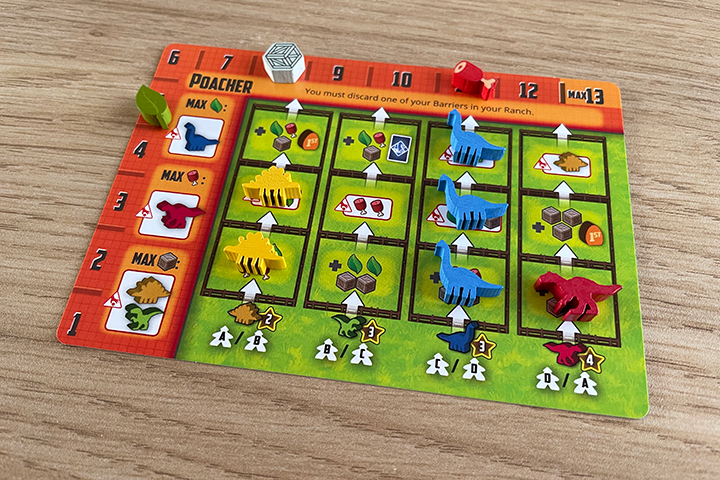 6 7 9 10 12 MAX13
POACHER
You must discard one of your Barriers in your Ranch.
MAX :
4
MAX :
3
MAX :
2
1
+ 1ST
+
+
+ 1ST
+
+
+
2
3
3
4
A / B
B / C
C / D
D / A